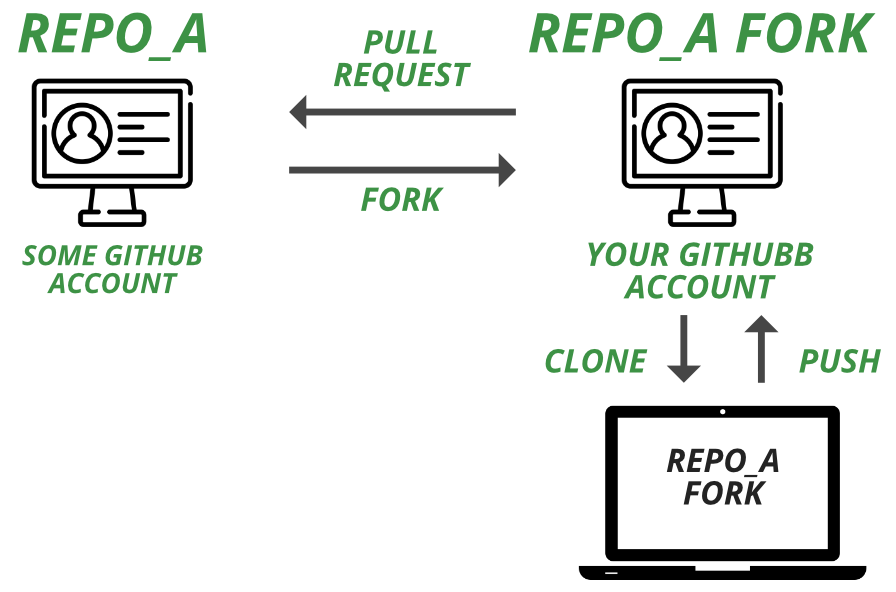 REPO_A
PULL
REQUEST
REPO_A FORK
FORK
SOME GITHUB
ACCOUNT
YOUR GITHUBB
ACCOUNT
CLONE
PUSH
REPO_A
FORK